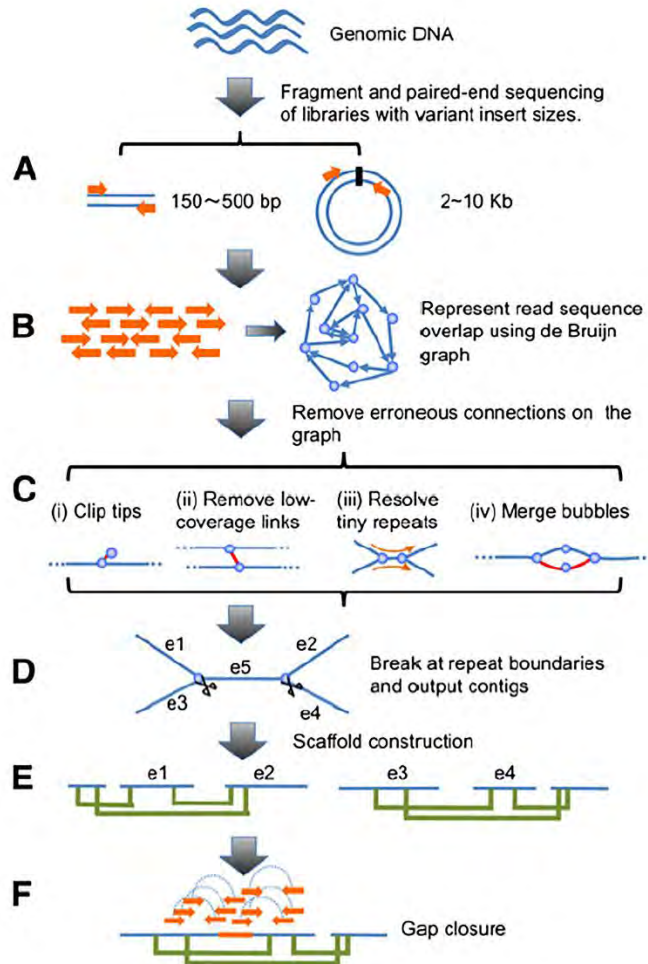 Genomic DNA
Fragment and paired-end sequencing
of libraries with variant insert sizes.
A
150～500 bp
2~10 Kb
B
Represent read sequence
overlap using de Bruijn
graph
Remove erroneous connections on the
graph
C
(i) Clip tips
(ii) Remove low-
coverage links
(iii) Resolve
tiny repeats
(iv) Merge bubbles
D
e1
e2
e5
e3
e4
Break at repeat boundaries
and output contigs
Scaffold construction
E
e1
e2
e3
e4
F
Gap closure